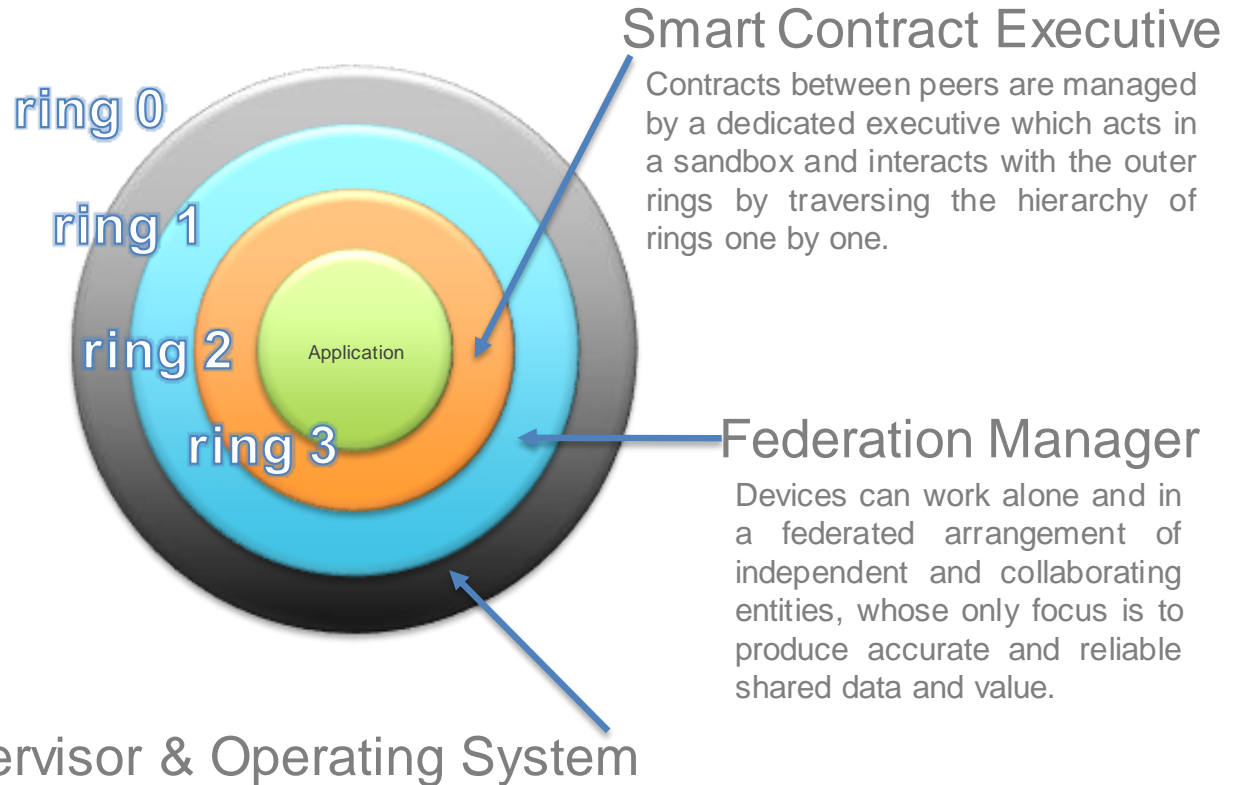 Smart Contract Executive
Contracts between peers are managed
by a dedicated executive which acts in
a sandbox and interacts with the outer
rings by traversing the hierarchy of
rings one by one.
ring 0
ring 1
ring 2
Application
ring 3
Federation Manager
Devices can work alone and in
a federated arrangement of
independent and collaborating
entities, whose only focus is to
produce accurate and reliable
shared data and value.
ervisor & Operating System